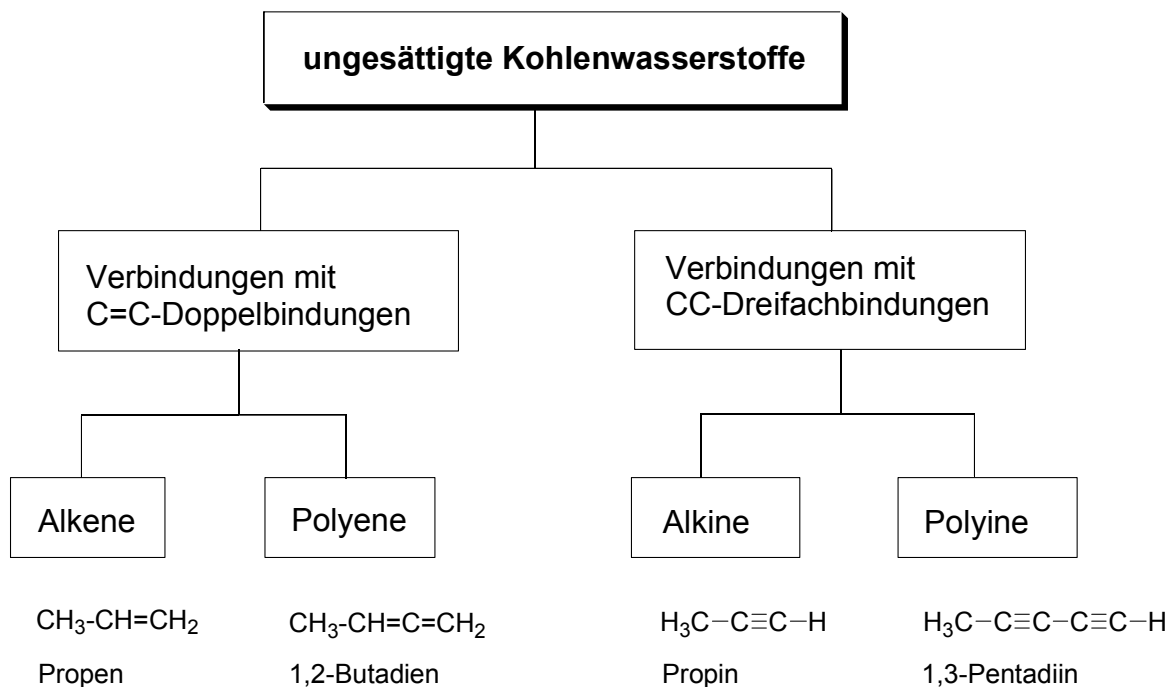 ungesättigte Kohlenwasserstoffe
Verbindungen mit
C=C-Doppelbindungen
Verbindungen mit
CC-Dreifachbindungen
Alkene
Polyene
Alkine
Polyine
CH₃-CH=CH₂
CH₃-CH=C=CH₂
H₃C−C≡C−H
H₃C−C≡C−C≡C−H
Propen
1,2-Butadien
Propin
1,3-Pentadiin